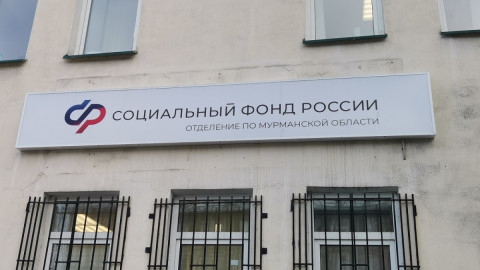 СОЦИАЛЬНЫЙ ФОНД РОССИИ
ОТДЕЛЕНИЕ ПО МУРМАНСКОЙ ОБЛАСТИ